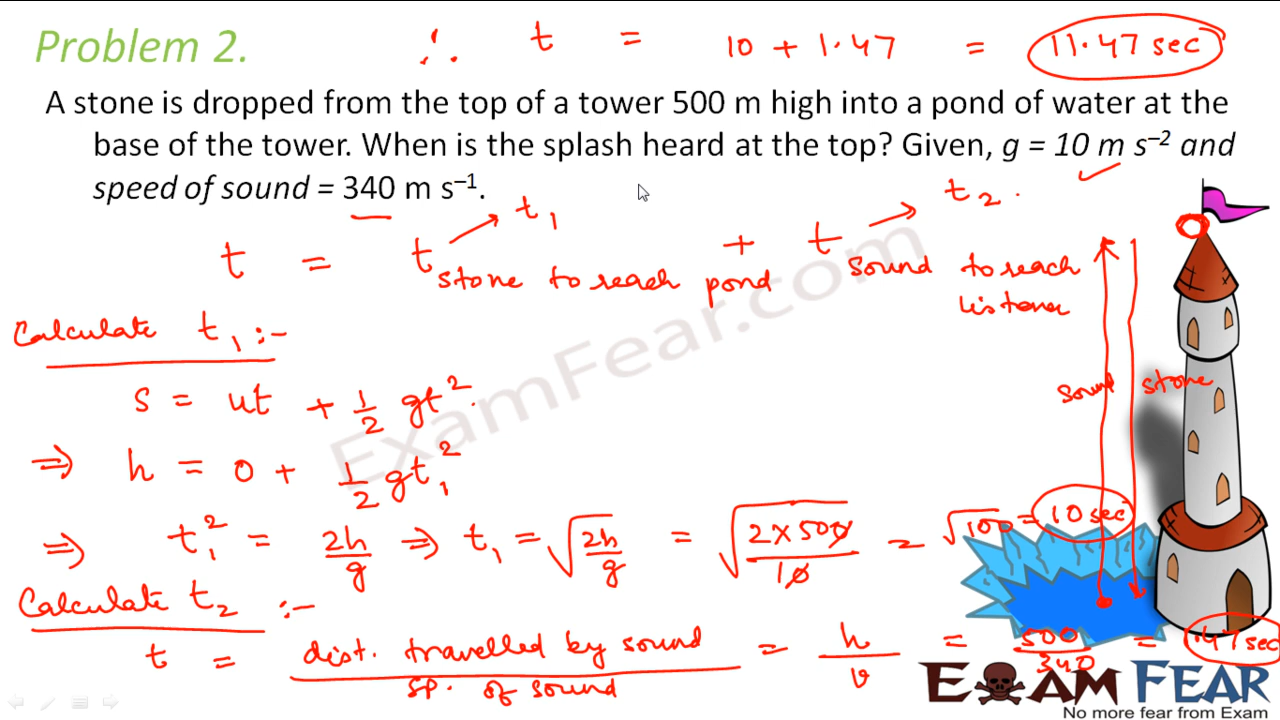 Problem 2.
∴ t = 10 + 1.47 = 11.47 sec
A stone is dropped from the top of a tower 500 m high into a pond of water at the
base of the tower. When is the splash heard at the top? Given, g = 10 m s⁻² and
speed of sound = 340 m s⁻¹.
t = t stone to reach pond → t₁ + t sound to reach listener → t₂.
Calculate t₁ :-
s = ut + 1/2 gt².
⇒ h = 0 + 1/2 gt₁²
⇒ t₁² = 2h/g ⇒ t₁ = √(2h/g) = √(2 × 500/10) = √100 = 10 sec
Calculate t₂ :-
t = dist. travelled by sound / sp. of sound = h/v = 500/340 = 1.47 sec
sound
stone
ExamFear.com
EXAM FEAR
No more fear from Exam